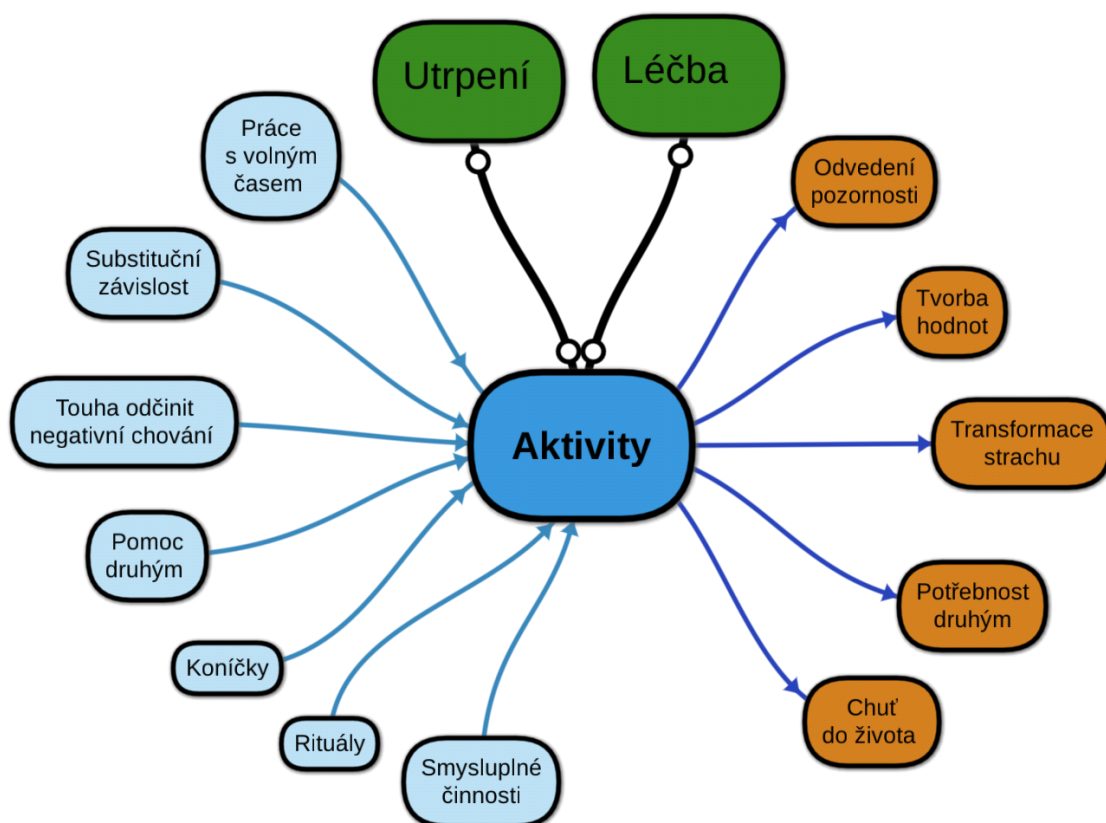 Utrpení
Léčba
Práce
s volným
časem
Odvedení
pozornosti
Substituční
závislost
Tvorba
hodnot
Touha odčinit
negativní chování
Aktivity
Transformace
strachu
Pomoc
druhým
Potřebnost
druhým
Koníčky
Chuť
do života
Rituály
Smysluplné
činnosti